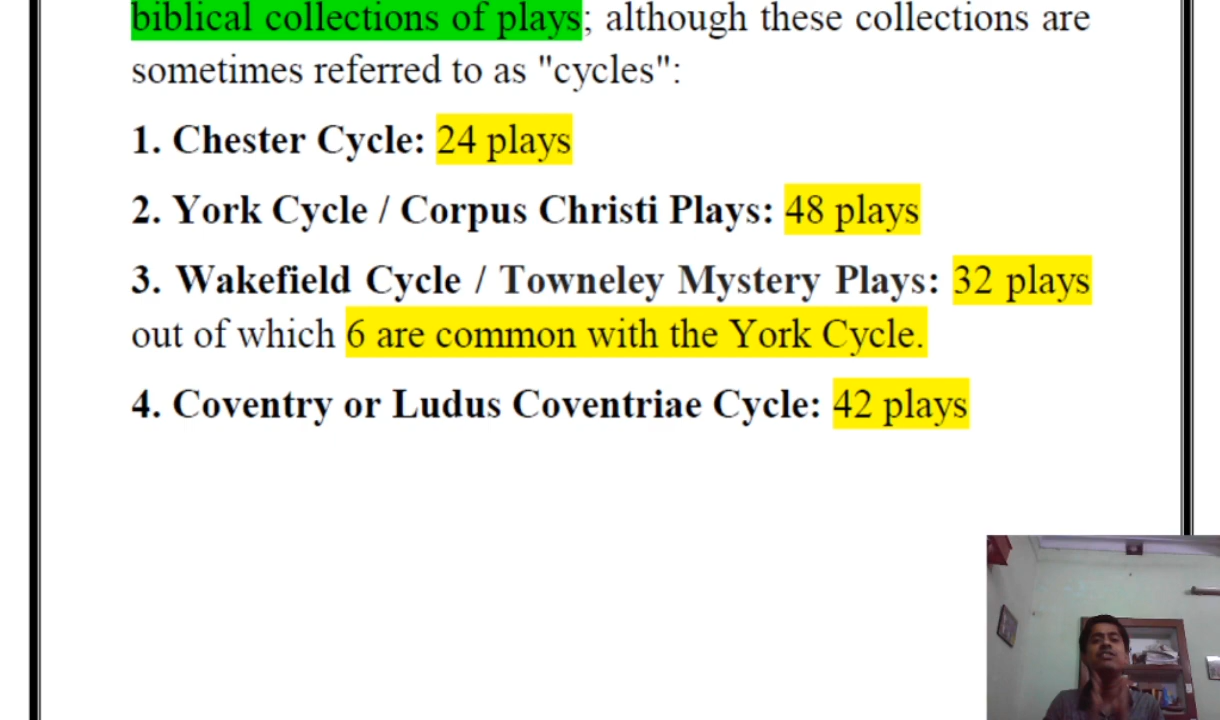 biblical collections of plays; although these collections are
sometimes referred to as "cycles":
1. Chester Cycle: 24 plays
2. York Cycle / Corpus Christi Plays: 48 plays
3. Wakefield Cycle / Towneley Mystery Plays: 32 plays
out of which 6 are common with the York Cycle.
4. Coventry or Ludus Coventriae Cycle: 42 plays